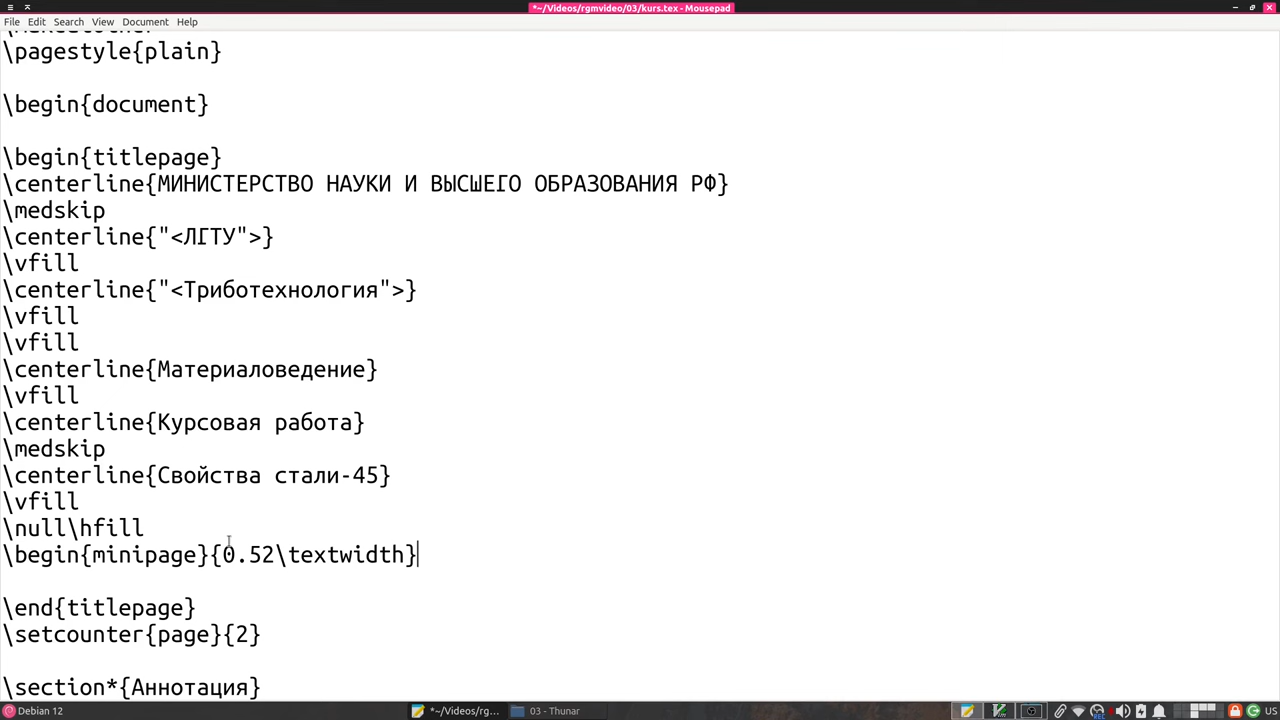 *~/Videos/rgmvideo/03/kurs.tex - Mousepad
File Edit Search View Document Help
\pagestyle{plain}
\begin{document}
\begin{titlepage}
\centerline{МИНИСТЕРСТВО НАУКИ И ВЫСШЕГО ОБРАЗОВАНИЯ РФ}
\medskip
\centerline{"<ЛГТУ">}
\vfill
\centerline{"<Триботехнология">}
\vfill
\vfill
\centerline{Материаловедение}
\vfill
\centerline{Курсовая работа}
\medskip
\centerline{Свойства стали-45}
\vfill
\null\hfill
\begin{minipage}{0.52\textwidth}
\end{titlepage}
\setcounter{page}{2}
\section*{Аннотация}
Debian 12 *~/Videos/rg... 03 - Thunar US